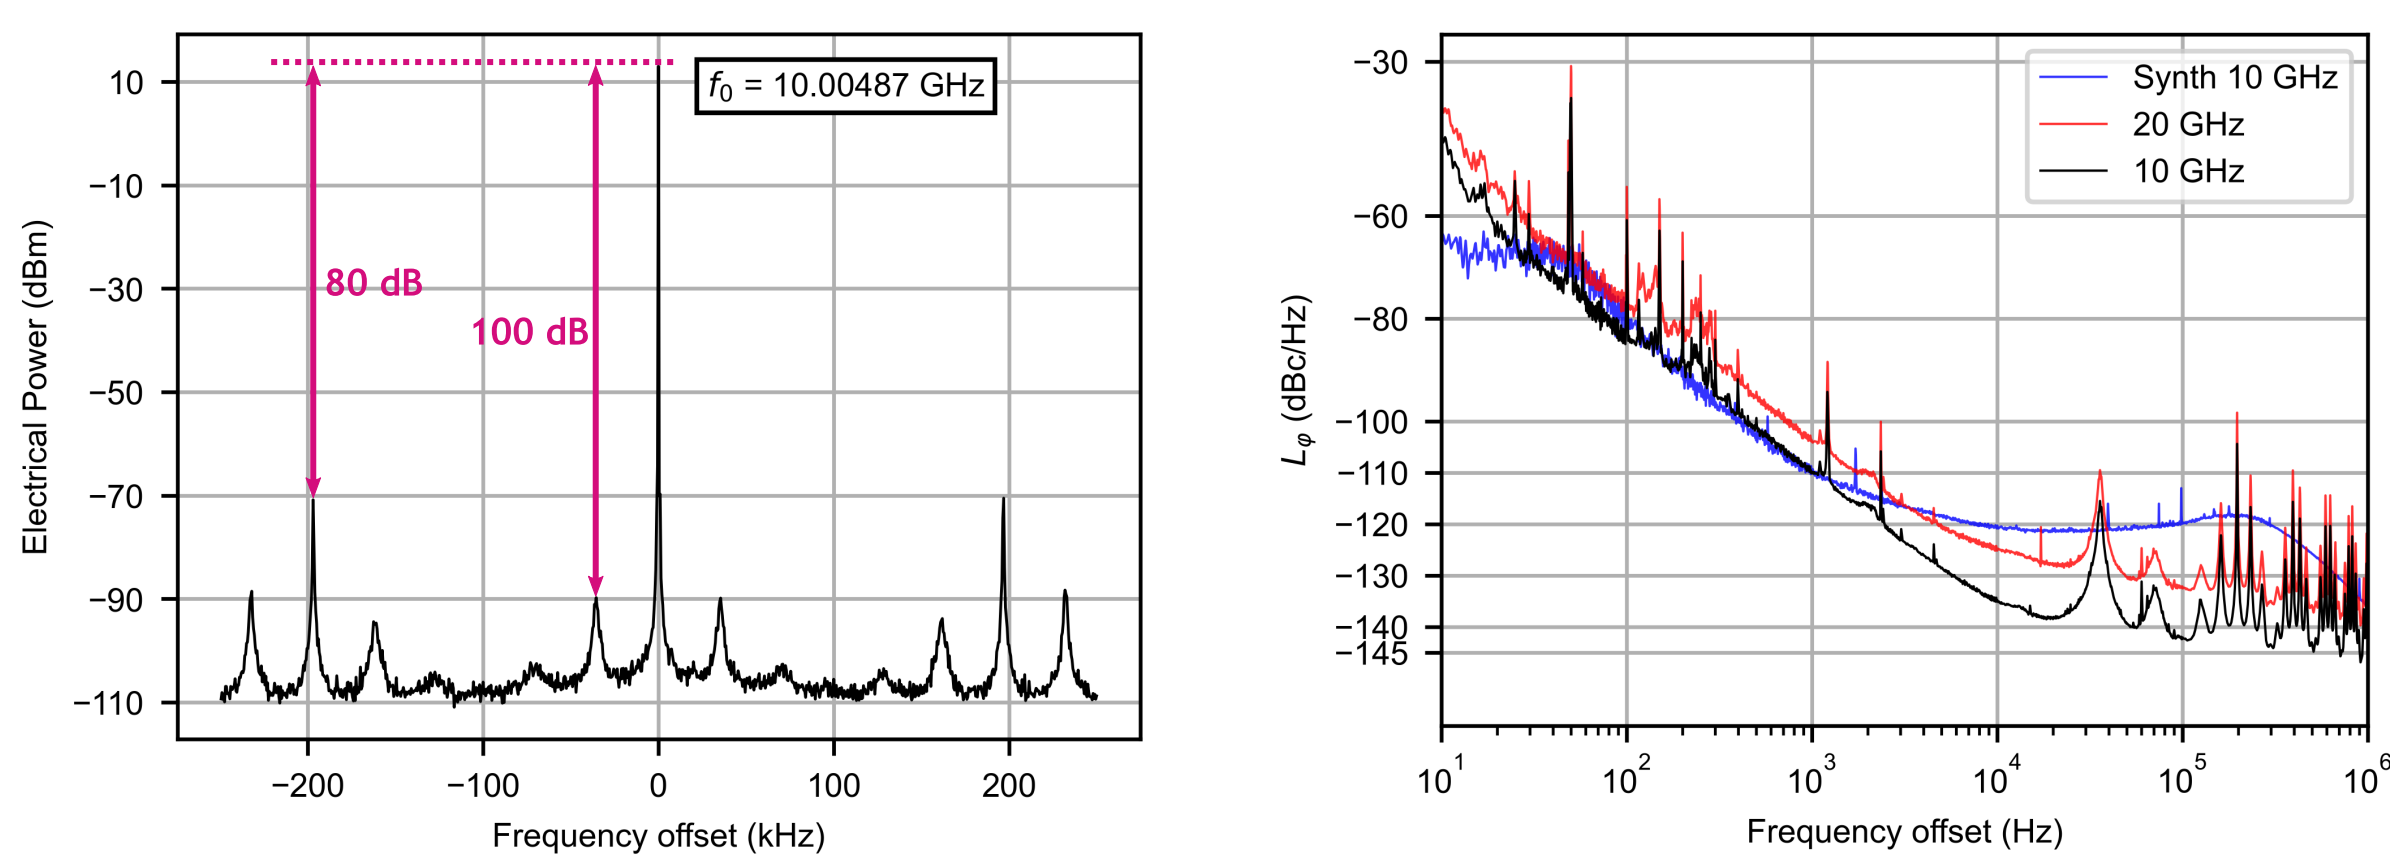 10
−10
−30
−50
−70
−90
−110
Electrical Power (dBm)
f0 = 10.00487 GHz
80 dB
100 dB
−200
−100
0
100
200
Frequency offset (kHz)
−30
−60
−80
−100
−110
−120
−130
−140
−145
Lφ (dBc/Hz)
Synth 10 GHz
20 GHz
10 GHz
10^1
10^2
10^3
10^4
10^5
10^6
Frequency offset (Hz)